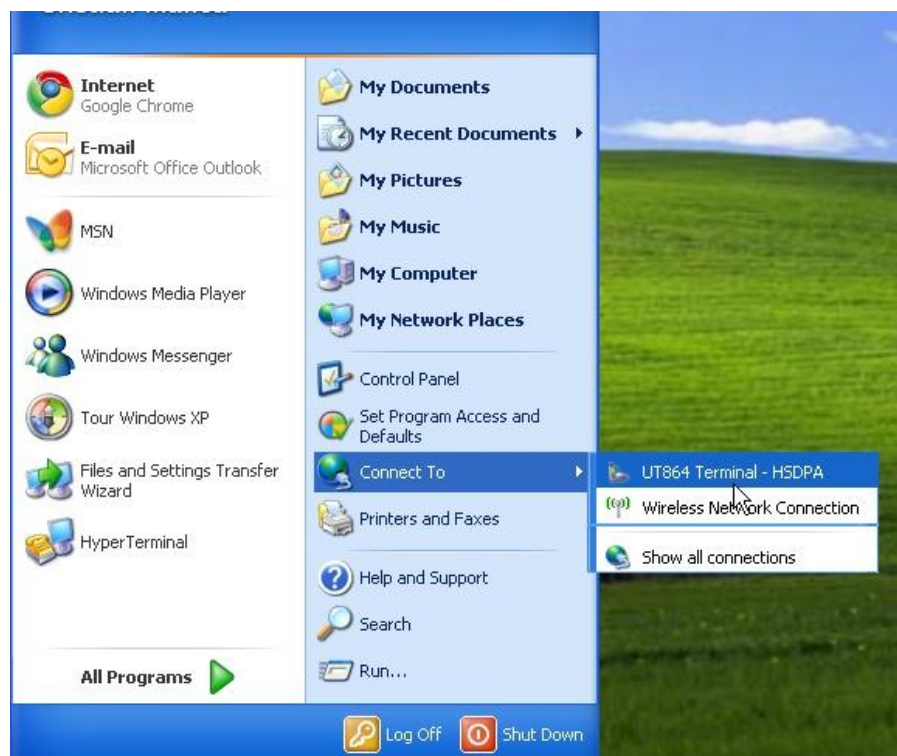 Internet
Google Chrome
E-mail
Microsoft Office Outlook
MSN
Windows Media Player
Windows Messenger
Tour Windows XP
Files and Settings Transfer
Wizard
HyperTerminal
All Programs
My Documents
My Recent Documents
My Pictures
My Music
My Computer
My Network Places
Control Panel
Set Program Access and
Defaults
Connect To
Printers and Faxes
Help and Support
Search
Run...
UT864 Terminal - HSDPA
Wireless Network Connection
Show all connections
Log Off
Shut Down